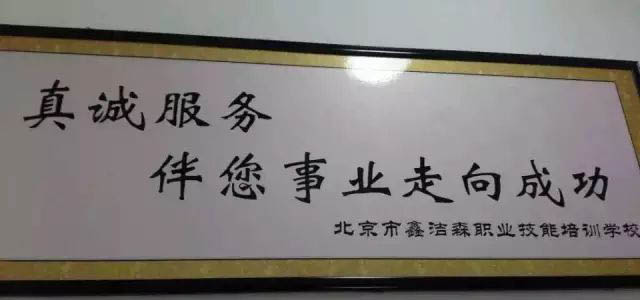 真诚服务
伴您事业走向成功
北京市鑫洁森职业技能培训学校